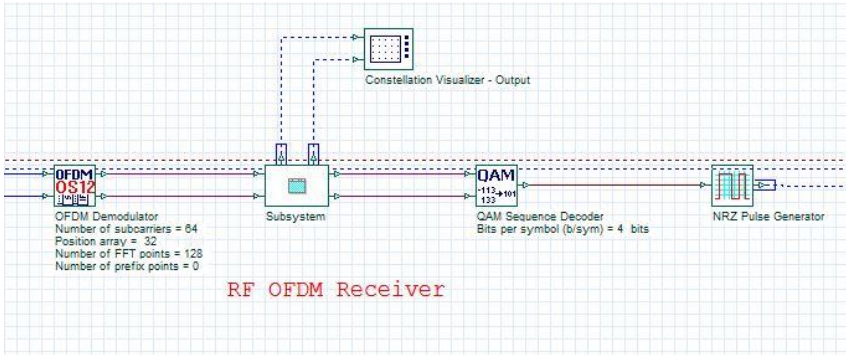 Constellation Visualizer - Output
OFDM
OS12
OFDM Demodulator
Number of subcarriers = 64
Position array = 32
Number of FFT points = 128
Number of prefix points = 0
Subsystem
QAM
-113
133→101
QAM Sequence Decoder
Bits per symbol (b/sym) = 4 bits
NRZ Pulse Generator
RF OFDM Receiver